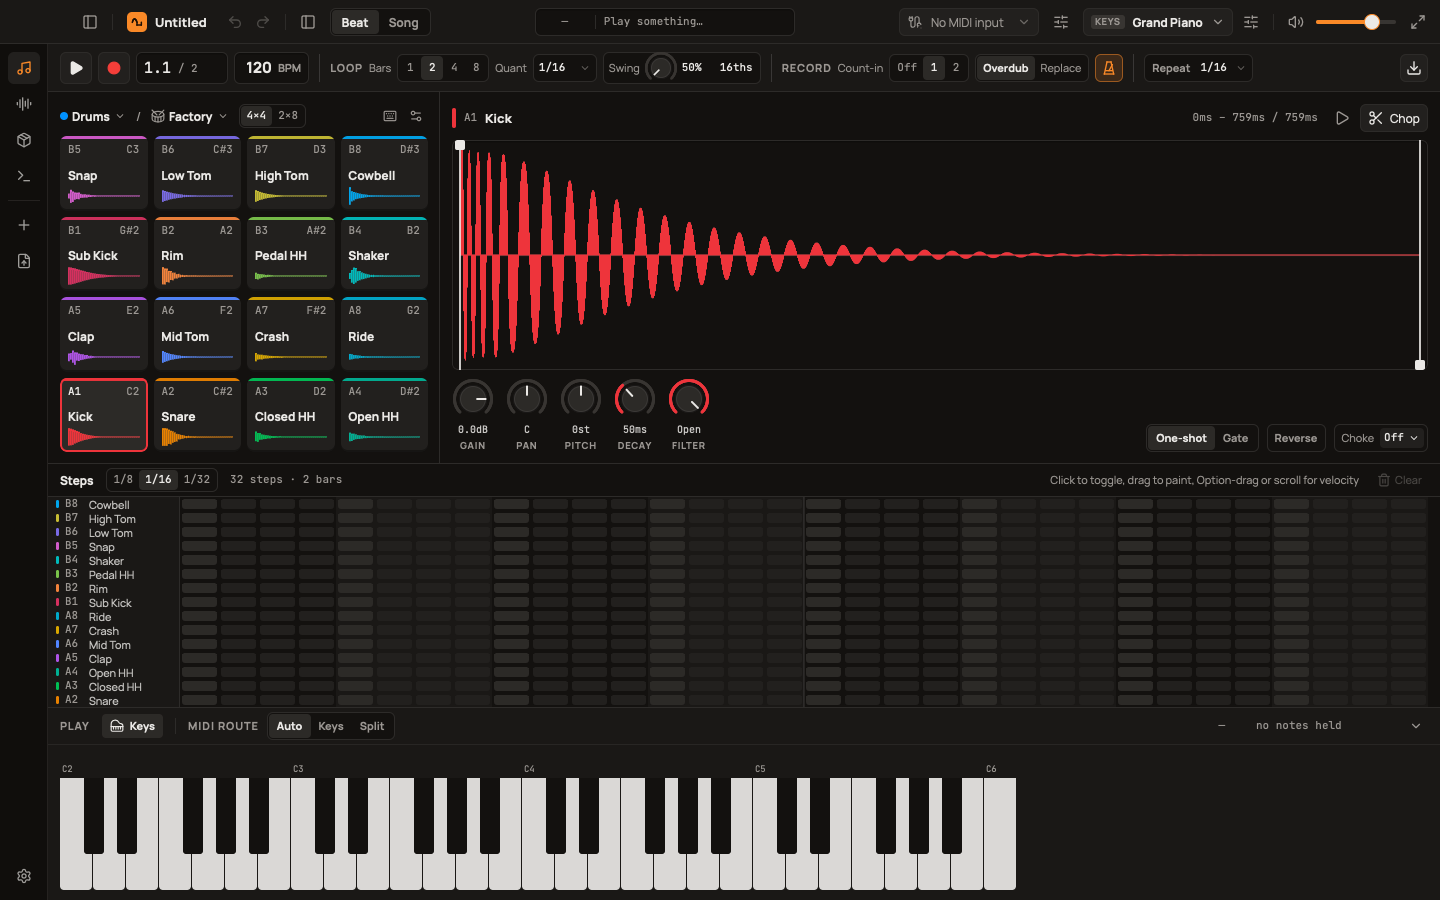 Untitled
Beat Song
– Play something…
No MIDI input
KEYS Grand Piano
1.1 / 2
120 BPM
LOOP Bars 1 2 4 8
Quant 1/16
Swing 50% 16ths
RECORD Count-in Off 1 2
Overdub Replace
Repeat 1/16
Drums / Factory 4×4 2×8
B5 C3 B6 C#3 B7 D3 B8 D#3
Snap Low Tom High Tom Cowbell
B1 G#2 B2 A2 B3 A#2 B4 B2
Sub Kick Rim Pedal HH Shaker
A5 E2 A6 F2 A7 F#2 A8 G2
Clap Mid Tom Crash Ride
A1 C2 A2 C#2 A3 D2 A4 D#2
Kick Snare Closed HH Open HH
A1 Kick
0ms – 759ms / 759ms
Chop
0.0dB C 0st 50ms Open
GAIN PAN PITCH DECAY FILTER
One-shot Gate Reverse Choke Off
Steps 1/8 1/16 1/32 32 steps · 2 bars
Click to toggle, drag to paint, Option-drag or scroll for velocity
Clear
B8 Cowbell
B7 High Tom
B6 Low Tom
B5 Snap
B4 Shaker
B3 Pedal HH
B2 Rim
B1 Sub Kick
A8 Ride
A7 Crash
A6 Mid Tom
A5 Clap
A4 Open HH
A3 Closed HH
A2 Snare
PLAY Keys MIDI ROUTE Auto Keys Split
– no notes held
C2 C3 C4 C5 C6